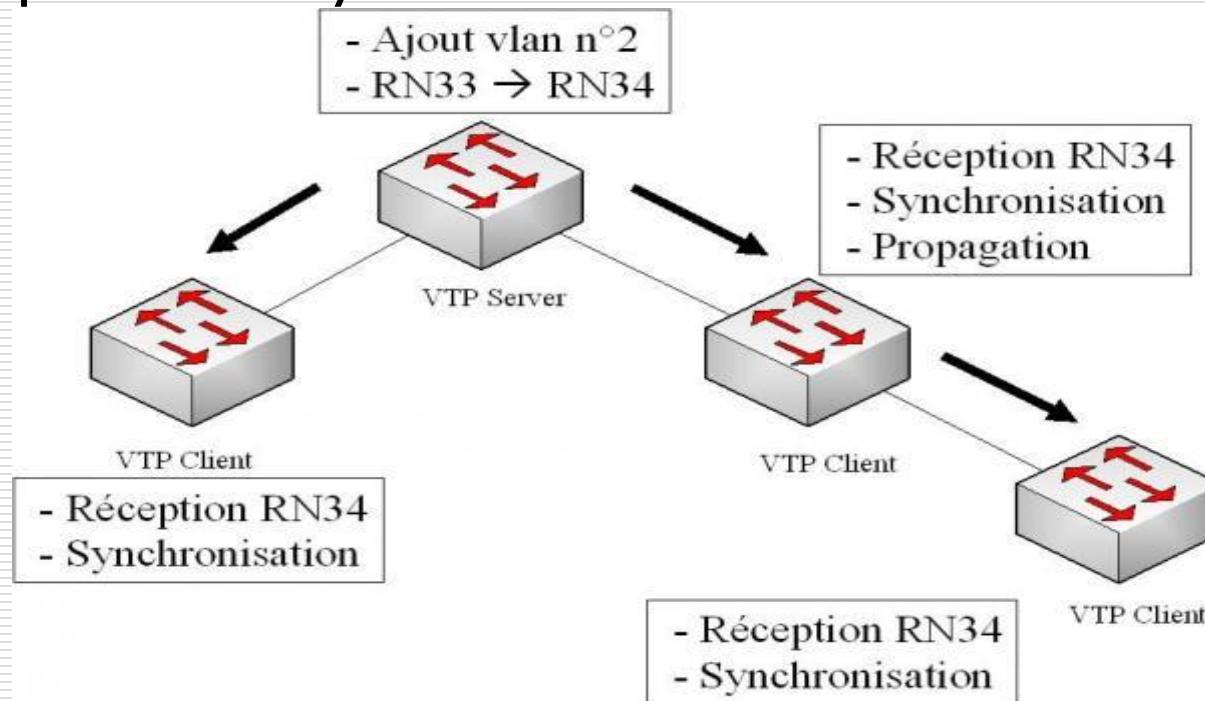 - Ajout vlan n°2
- RN33 → RN34
VTP Server
- Réception RN34
- Synchronisation
- Propagation
VTP Client
- Réception RN34
- Synchronisation
VTP Client
VTP Client
- Réception RN34
- Synchronisation